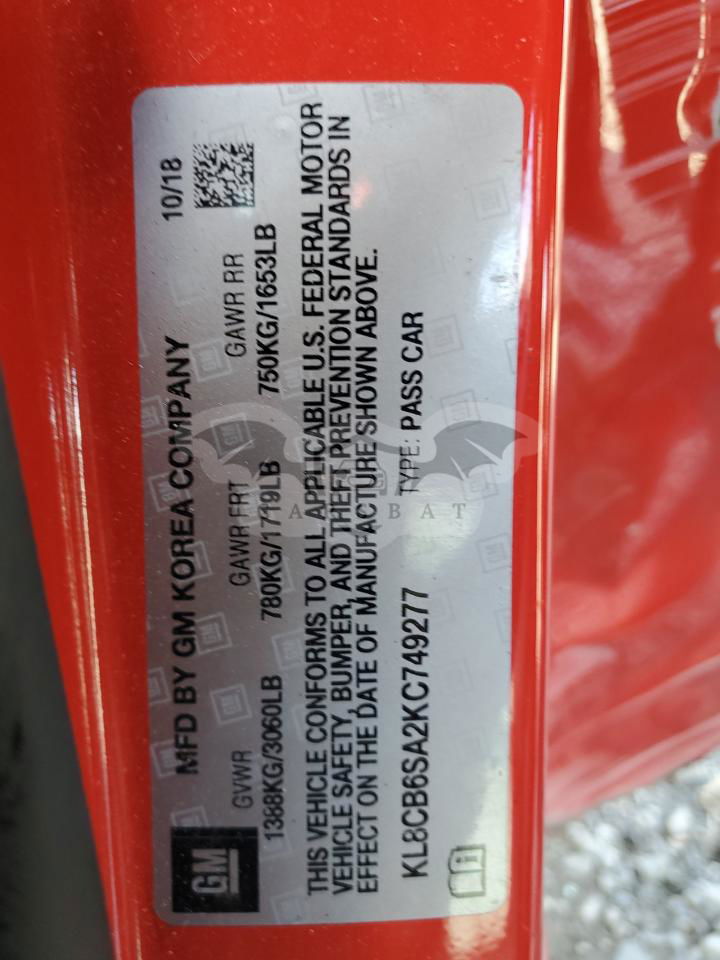 MFD BY GM KOREA COMPANY 10/18
GM
GVWR GAWR FRT GAWR RR
1388KG/3060LB 780KG/1719LB 750KG/1653LB
THIS VEHICLE CONFORMS TO ALL APPLICABLE U.S. FEDERAL MOTOR
VEHICLE SAFETY, BUMPER, AND THEFT PREVENTION STANDARDS IN
EFFECT ON THE DATE OF MANUFACTURE SHOWN ABOVE.
KL8CB6SA2KC749277 TYPE: PASS CAR